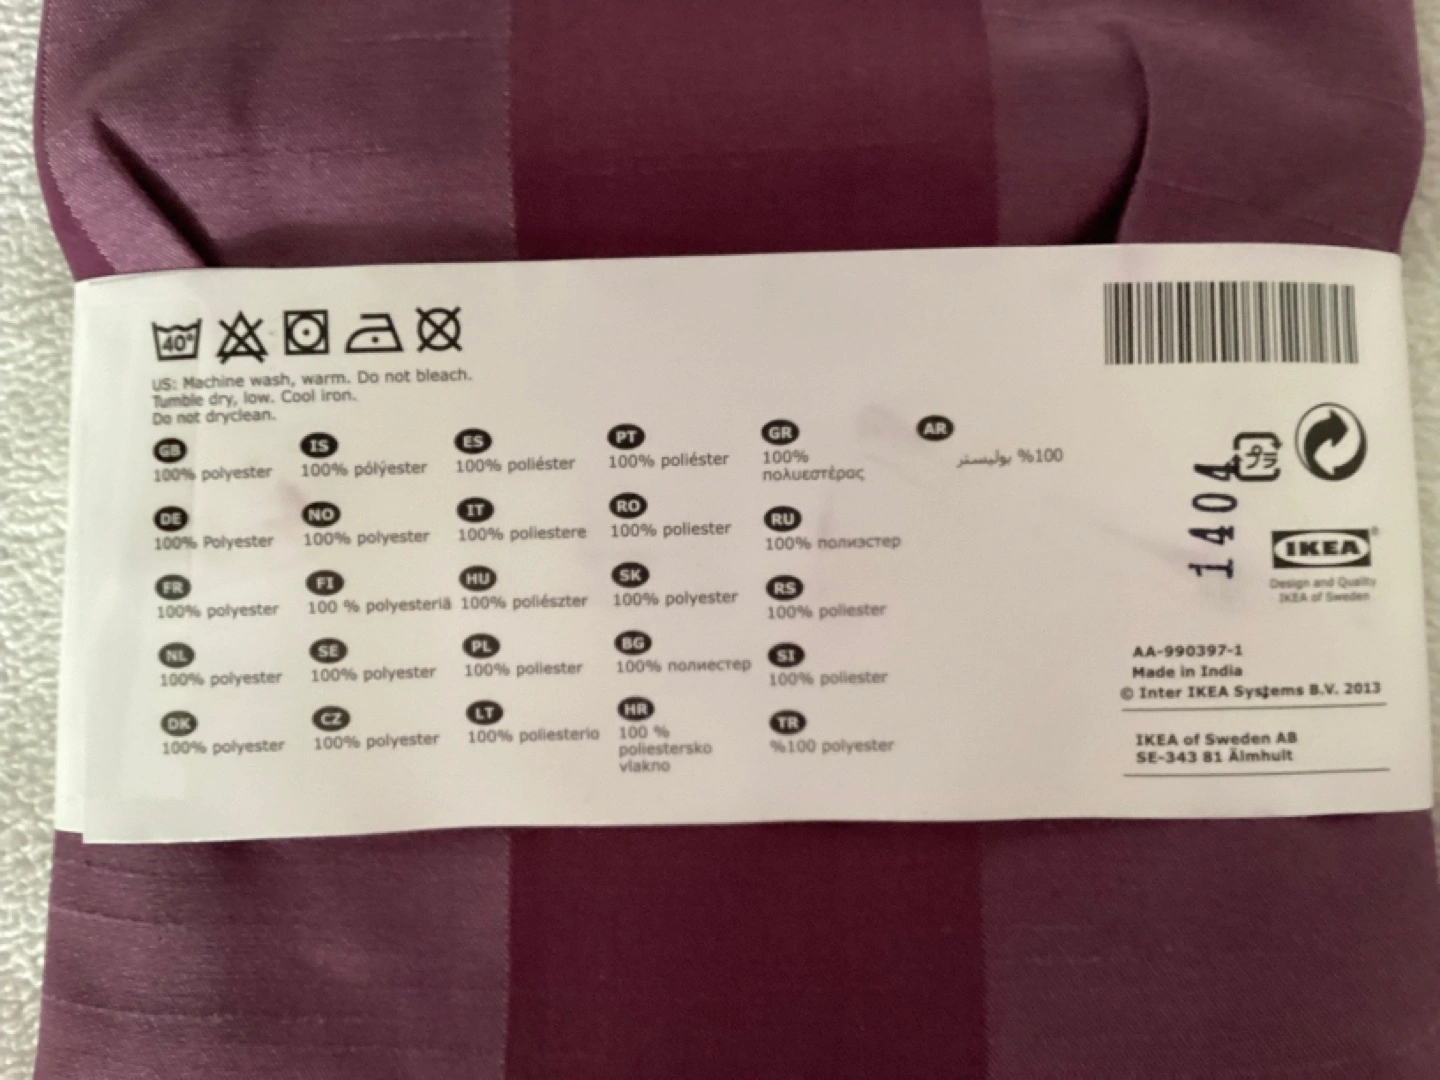 40°
US: Machine wash, warm. Do not bleach.
Tumble dry, low. Cool iron.
Do not dryclean.
GB
100% polyester
DE
100% Polyester
FR
100% polyester
NL
100% polyester
DK
100% polyester
IS
100% pólýester
NO
100% polyester
FI
100 % polyesteriä
SE
100% polyester
CZ
100% polyester
ES
100% poliéster
IT
100% poliestere
HU
100% poliészter
PL
100% poliester
LT
100% poliesterio
PT
100% poliéster
RO
100% poliester
SK
100% polyester
BG
100% полиестер
HR
100 %
poliestersko
vlakno
GR
100%
πολυεστέρας
RU
100% полиэстер
RS
100% poliester
SI
100% poliester
TR
%100 polyester
AR
100% بوليستر
プラ
1404
IKEA®
Design and Quality
IKEA of Sweden
AA-990397-1
Made in India
© Inter IKEA Systems B.V. 2013
IKEA of Sweden AB
SE-343 81 Älmhult